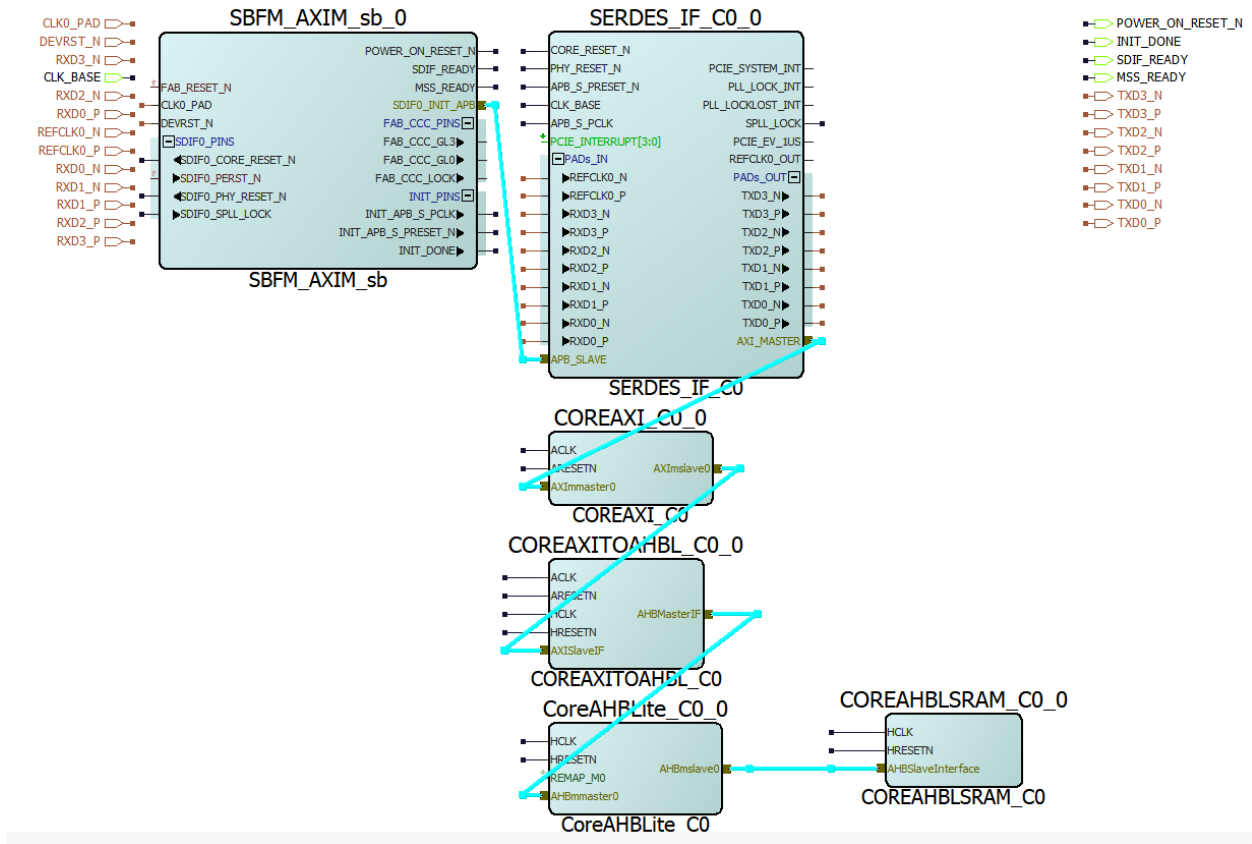 CLK0_PAD
DEVRST_N
RXD3_N
CLK_BASE
RXD2_N
RXD0_P
REFCLK0_N
REFCLK0_P
RXD0_N
RXD1_N
RXD1_P
RXD2_P
RXD3_P
SBFM_AXIM_sb_0
POWER_ON_RESET_N
SDIF_READY
MSS_READY
FAB_RESET_N SDIF0_INIT_APB
CLK0_PAD
DEVRST_N FAB_CCC_PINS
SDIF0_PINS FAB_CCC_GL3
SDIF0_CORE_RESET_N FAB_CCC_GL0
SDIF0_PERST_N FAB_CCC_LOCK
SDIF0_PHY_RESET_N INIT_PINS
SDIF0_SPLL_LOCK INIT_APB_S_PCLK
INIT_APB_S_PRESET_N
INIT_DONE
SBFM_AXIM_sb
SERDES_IF_C0_0
CORE_RESET_N
PHY_RESET_N PCIE_SYSTEM_INT
APB_S_PRESET_N PLL_LOCK_INT
CLK_BASE PLL_LOCKLOST_INT
APB_S_PCLK SPLL_LOCK
PCIE_INTERRUPT[3:0] PCIE_EV_1US
PADs_IN REFCLK0_OUT
REFCLK0_N PADs_OUT
REFCLK0_P TXD3_N
RXD3_N TXD3_P
RXD3_P TXD2_N
RXD2_N TXD2_P
RXD2_P TXD1_N
RXD1_N TXD1_P
RXD1_P TXD0_N
RXD0_N TXD0_P
RXD0_P AXI_MASTER
APB_SLAVE
SERDES_IF_C0
POWER_ON_RESET_N
INIT_DONE
SDIF_READY
MSS_READY
TXD3_N
TXD3_P
TXD2_N
TXD2_P
TXD1_N
TXD1_P
TXD0_N
TXD0_P
COREAXI_C0_0
ACLK
ARESETN AXImslave0
AXImmaster0
COREAXI_C0
COREAXITOAHBL_C0_0
ACLK
ARESETN
HCLK AHBMasterIF
HRESETN
AXISlaveIF
COREAXITOAHBL_C0
CoreAHBLite_C0_0
HCLK
HRESETN
REMAP_M0 AHBmslave0
AHBmmaster0
CoreAHBLite_C0
COREAHBLSRAM_C0_0
HCLK
HRESETN
AHBSlaveInterface
COREAHBLSRAM_C0